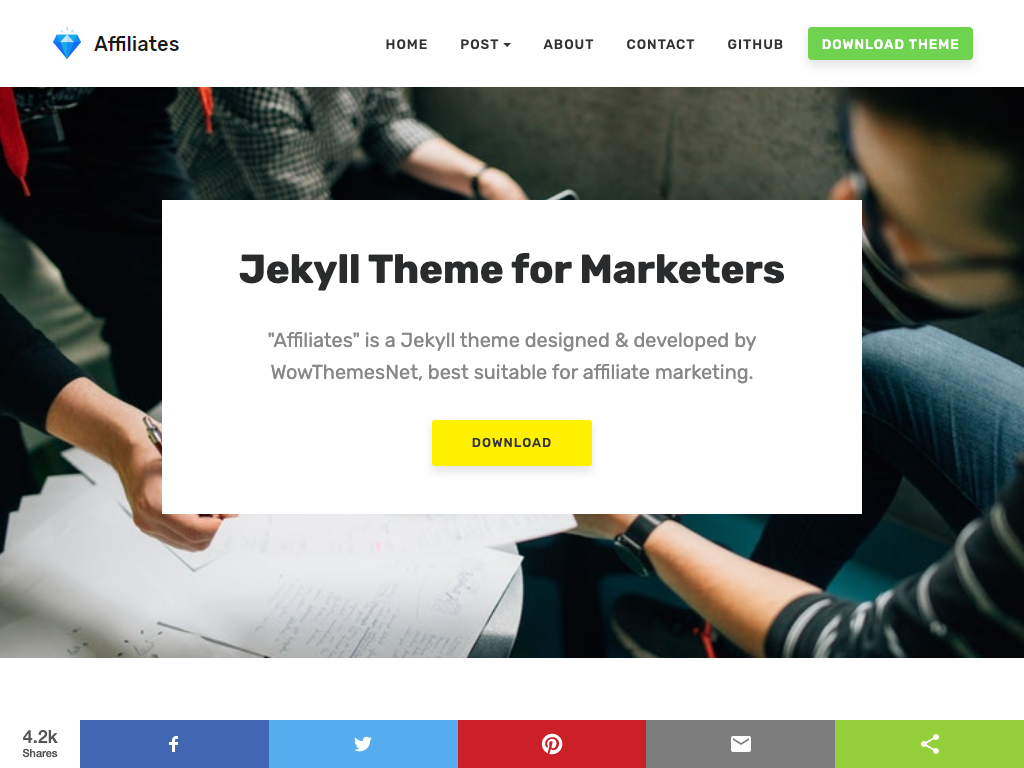 Affiliates
HOME
POST
ABOUT
CONTACT
GITHUB
DOWNLOAD THEME
Jekyll Theme for Marketers
"Affiliates" is a Jekyll theme designed & developed by
WowThemesNet, best suitable for affiliate marketing.
DOWNLOAD
4.2k
Shares